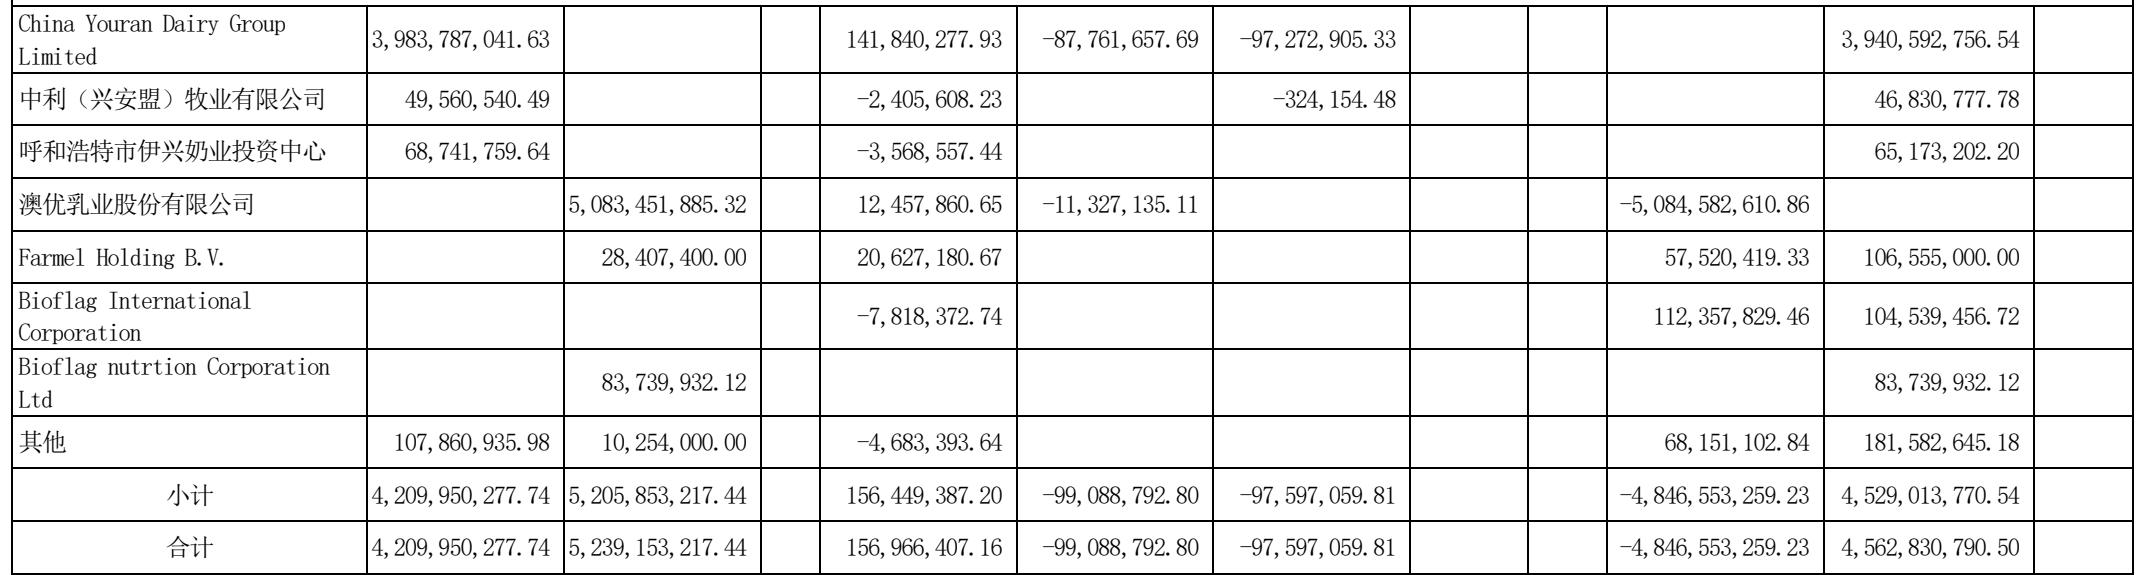 China Youran Dairy Group
Limited 3,983,787,041.63 141,840,277.93 -87,761,657.69 -97,272,905.33 3,940,592,756.54
中利（兴安盟）牧业有限公司 49,560,540.49 -2,405,608.23 -324,154.48 46,830,777.78
呼和浩特市伊兴奶业投资中心 68,741,759.64 -3,568,557.44 65,173,202.20
澳优乳业股份有限公司 5,083,451,885.32 12,457,860.65 -11,327,135.11 -5,084,582,610.86
Farmel Holding B.V. 28,407,400.00 20,627,180.67 57,520,419.33 106,555,000.00
Bioflag International
Corporation -7,818,372.74 112,357,829.46 104,539,456.72
Bioflag nutrtion Corporation
Ltd 83,739,932.12 83,739,932.12
其他 107,860,935.98 10,254,000.00 -4,683,393.64 68,151,102.84 181,582,645.18
小计 4,209,950,277.74 5,205,853,217.44 156,449,387.20 -99,088,792.80 -97,597,059.81 -4,846,553,259.23 4,529,013,770.54
合计 4,209,950,277.74 5,239,153,217.44 156,966,407.16 -99,088,792.80 -97,597,059.81 -4,846,553,259.23 4,562,830,790.50